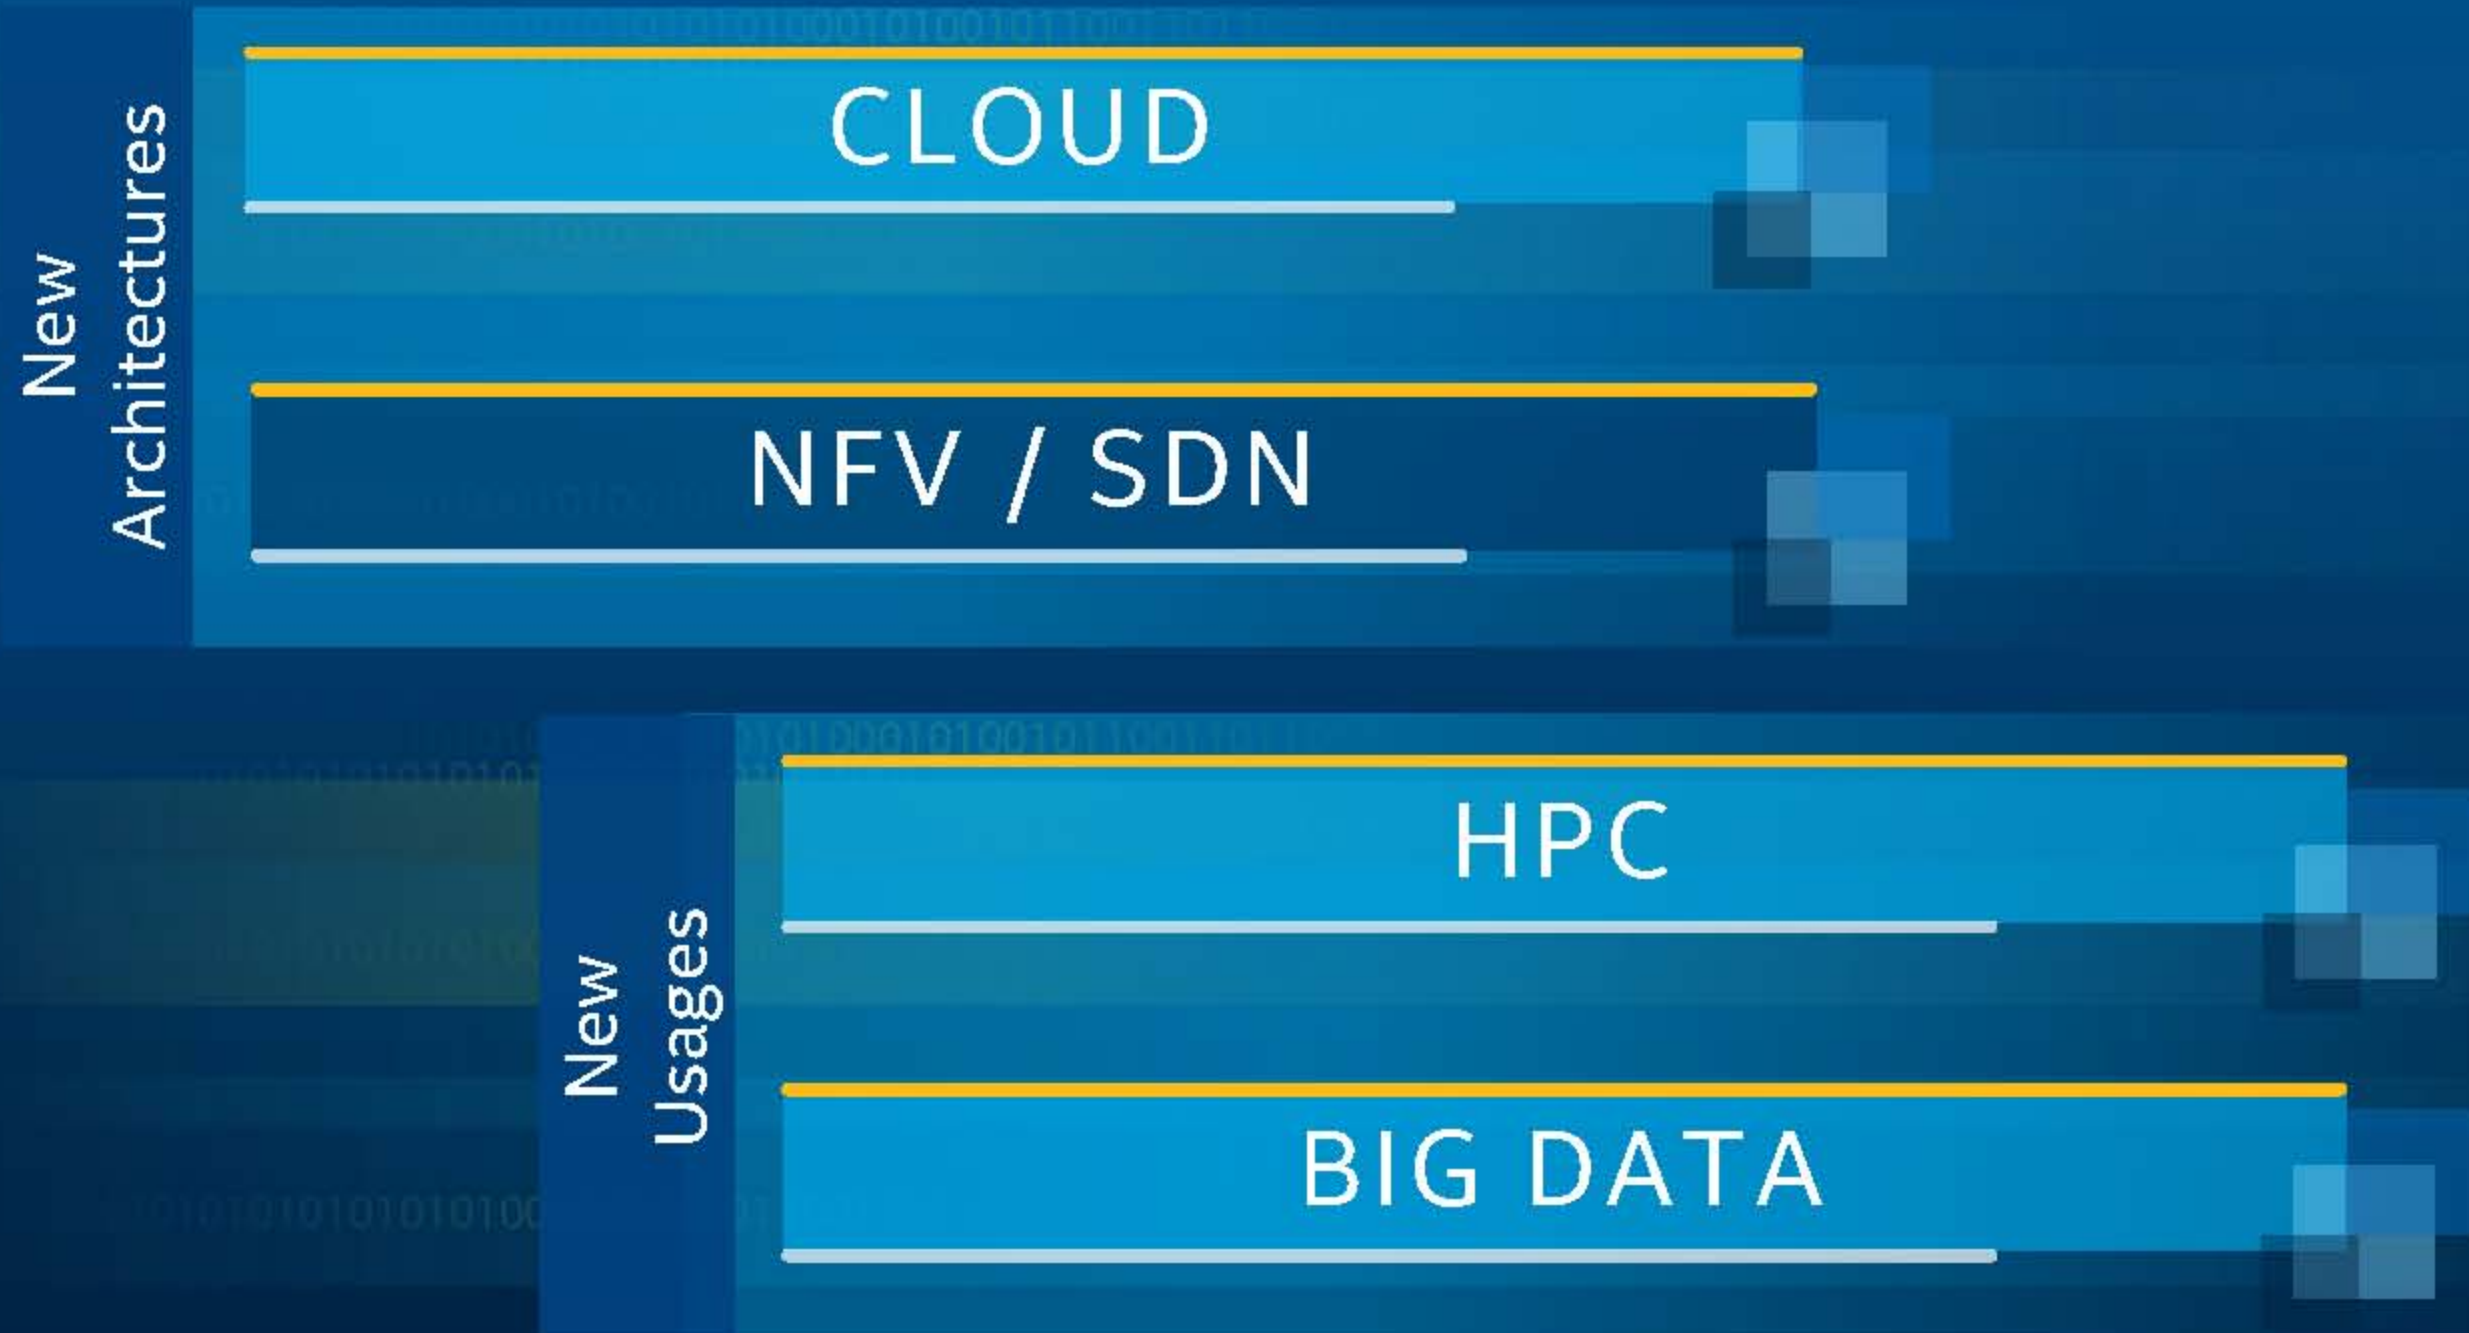 New
Architectures
CLOUD
NFV / SDN
New
Usages
HPC
BIG DATA